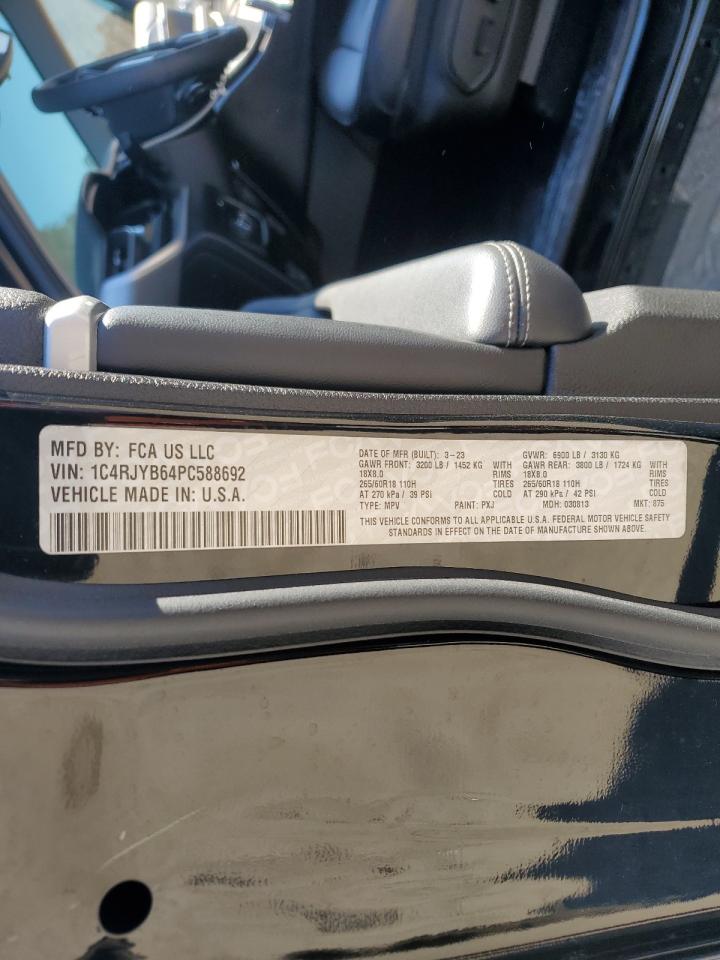 MFD BY: FCA US LLC
VIN: 1C4RJYB64PC588692
VEHICLE MADE IN: U.S.A.
DATE OF MFR (BUILT): 3-23 GVWR: 6900 LB / 3130 KG
GAWR FRONT: 3200 LB / 1452 KG WITH GAWR REAR: 3800 LB / 1724 KG WITH
18X8.0 RIMS 18X8.0 RIMS
265/60R18 110H TIRES 265/60R18 110H TIRES
AT 270 kPa / 39 PSI COLD AT 290 kPa / 42 PSI COLD
TYPE: MPV PAINT: PXJ MDH: 030813 MKT: 875
THIS VEHICLE CONFORMS TO ALL APPLICABLE U.S.A. FEDERAL MOTOR VEHICLE SAFETY
STANDARDS IN EFFECT ON THE DATE OF MANUFACTURE SHOWN ABOVE.